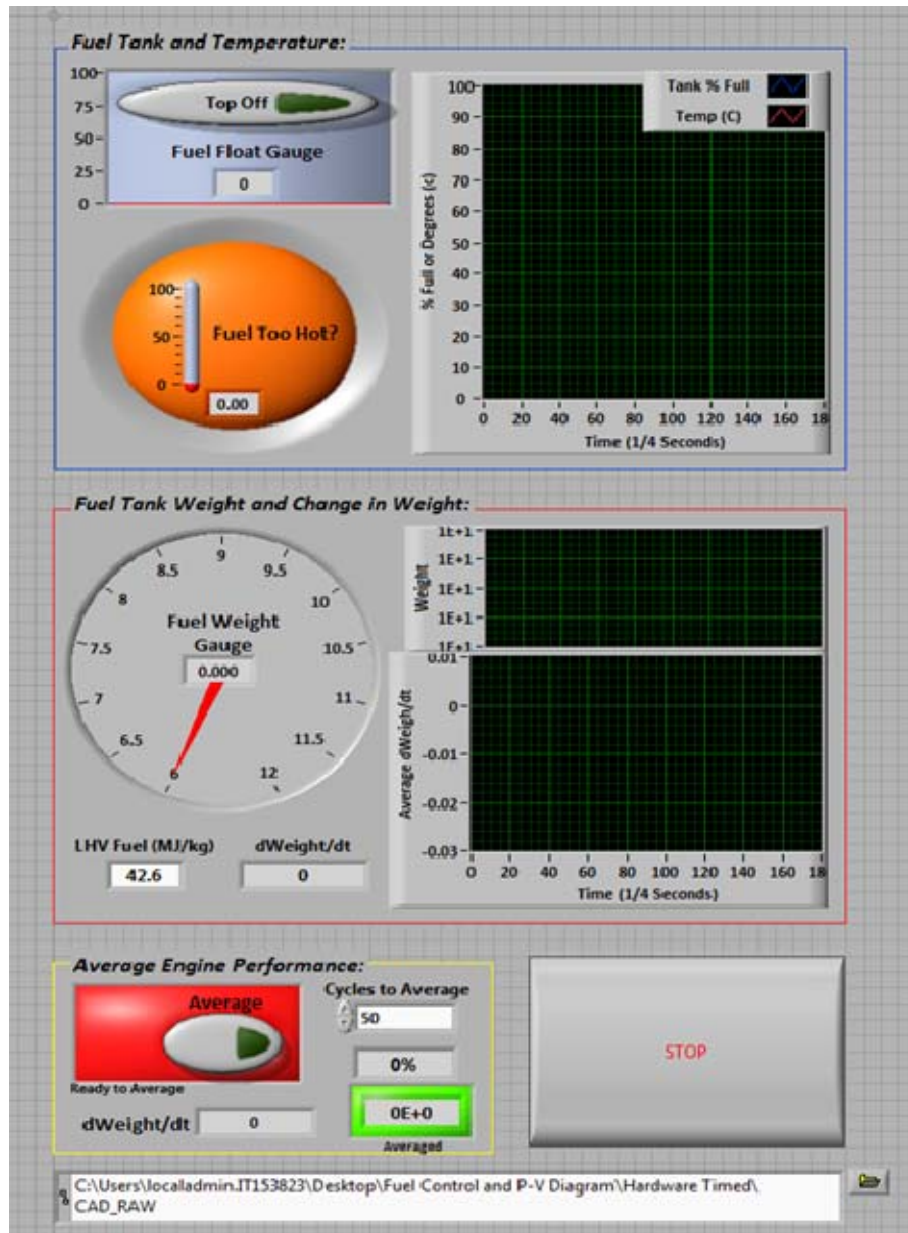 Fuel Tank and Temperature:
100
75
50
25
0
Top Off
Fuel Float Gauge
0
100
50
0
Fuel Too Hot?
0.00
Tank % Full
Temp (C)
% Full or Degrees (c)
100
90
80
70
60
50
40
30
20
10
0
0 20 40 60 80 100 120 140 160 18
Time (1/4 Seconds)
Fuel Tank Weight and Change in Weight:
6
6.5
7
7.5
8
8.5
9
9.5
10
10.5
11
11.5
12
Fuel Weight
Gauge
0.000
LHV Fuel (MJ/kg)
42.6
dWeight/dt
0
Weight
1E+1
1E+1
1E+1
1E+1
1E+1
Average dWeigh/dt
0.01
0
-0.01
-0.02
-0.03
0 20 40 60 80 100 120 140 160 18
Time (1/4 Seconds)
Average Engine Performance:
Average
Ready to Average
Cycles to Average
50
0%
dWeight/dt
0
0E+0
Averaged
STOP
C:\Users\localadmin.IT153823\Desktop\Fuel Control and P-V Diagram\Hardware Timed\
CAD_RAW